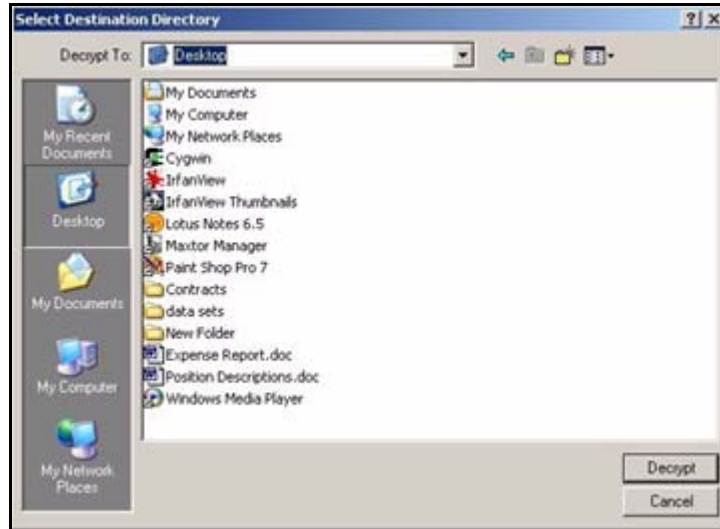 Select Destination Directory
Decrypt To: Desktop
My Recent
Documents
Desktop
My Documents
My Computer
My Network
Places
My Documents
My Computer
My Network Places
Cygwin
IrfanView
IrfanView Thumbnails
Lotus Notes 6.5
Maxtor Manager
Paint Shop Pro 7
Contracts
data sets
New Folder
Expense Report.doc
Position Descriptions.doc
Windows Media Player
Decrypt
Cancel